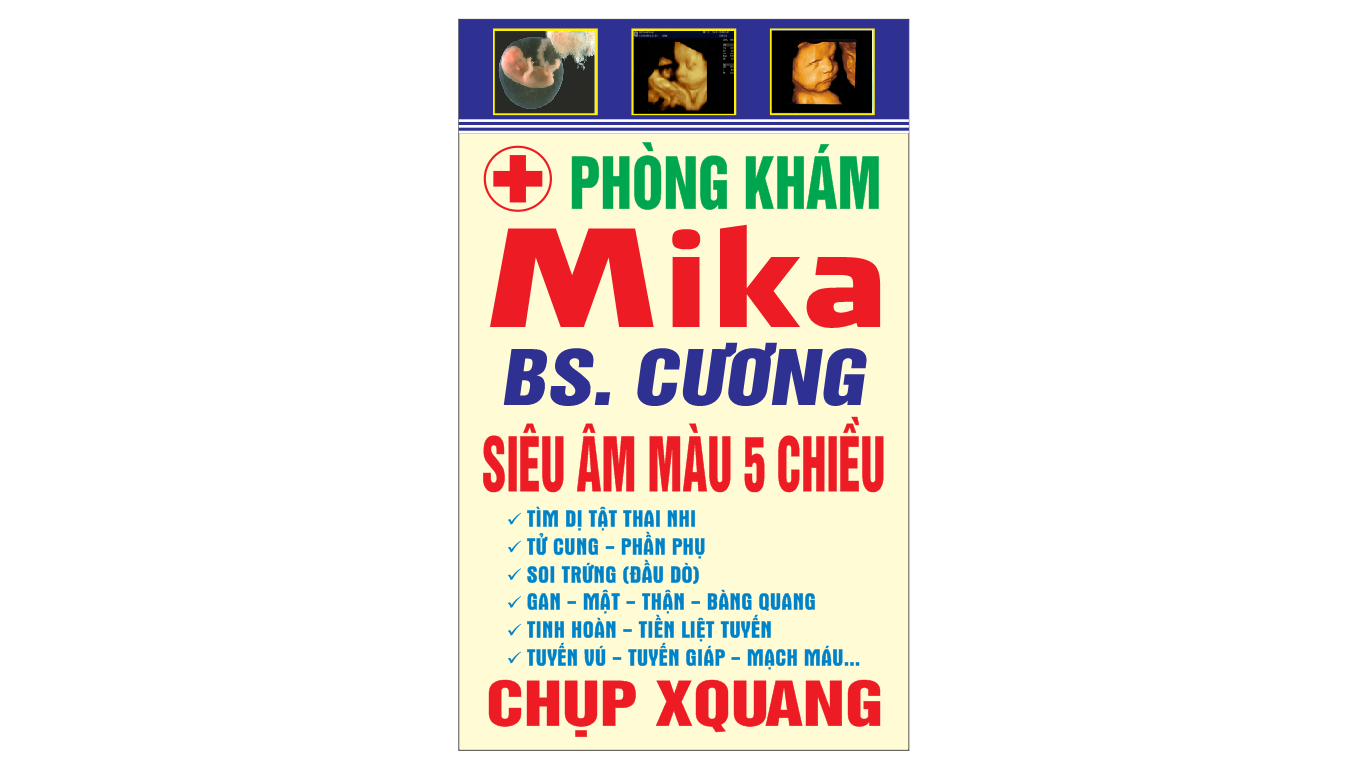 PHÒNG KHÁM
Mika
BS. CƯƠNG
SIÊU ÂM MÀU 5 CHIỀU
✓ TÌM DỊ TẬT THAI NHI
✓ TỬ CUNG – PHẦN PHỤ
✓ SOI TRỨNG (ĐẦU DÒ)
✓ GAN – MẬT – THẬN – BÀNG QUANG
✓ TINH HOÀN – TIỀN LIỆT TUYẾN
✓ TUYẾN VÚ – TUYẾN GIÁP – MẠCH MÁU...
CHỤP XQUANG